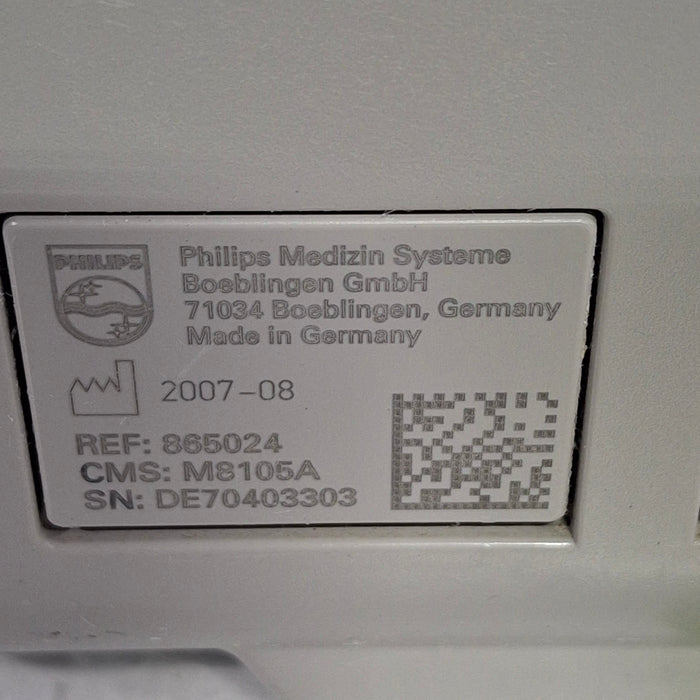 PHILIPS
Philips Medizin Systeme
Boeblingen GmbH
71034 Boeblingen, Germany
Made in Germany
2007-08
REF: 865024
CMS: M8105A
SN: DE70403303